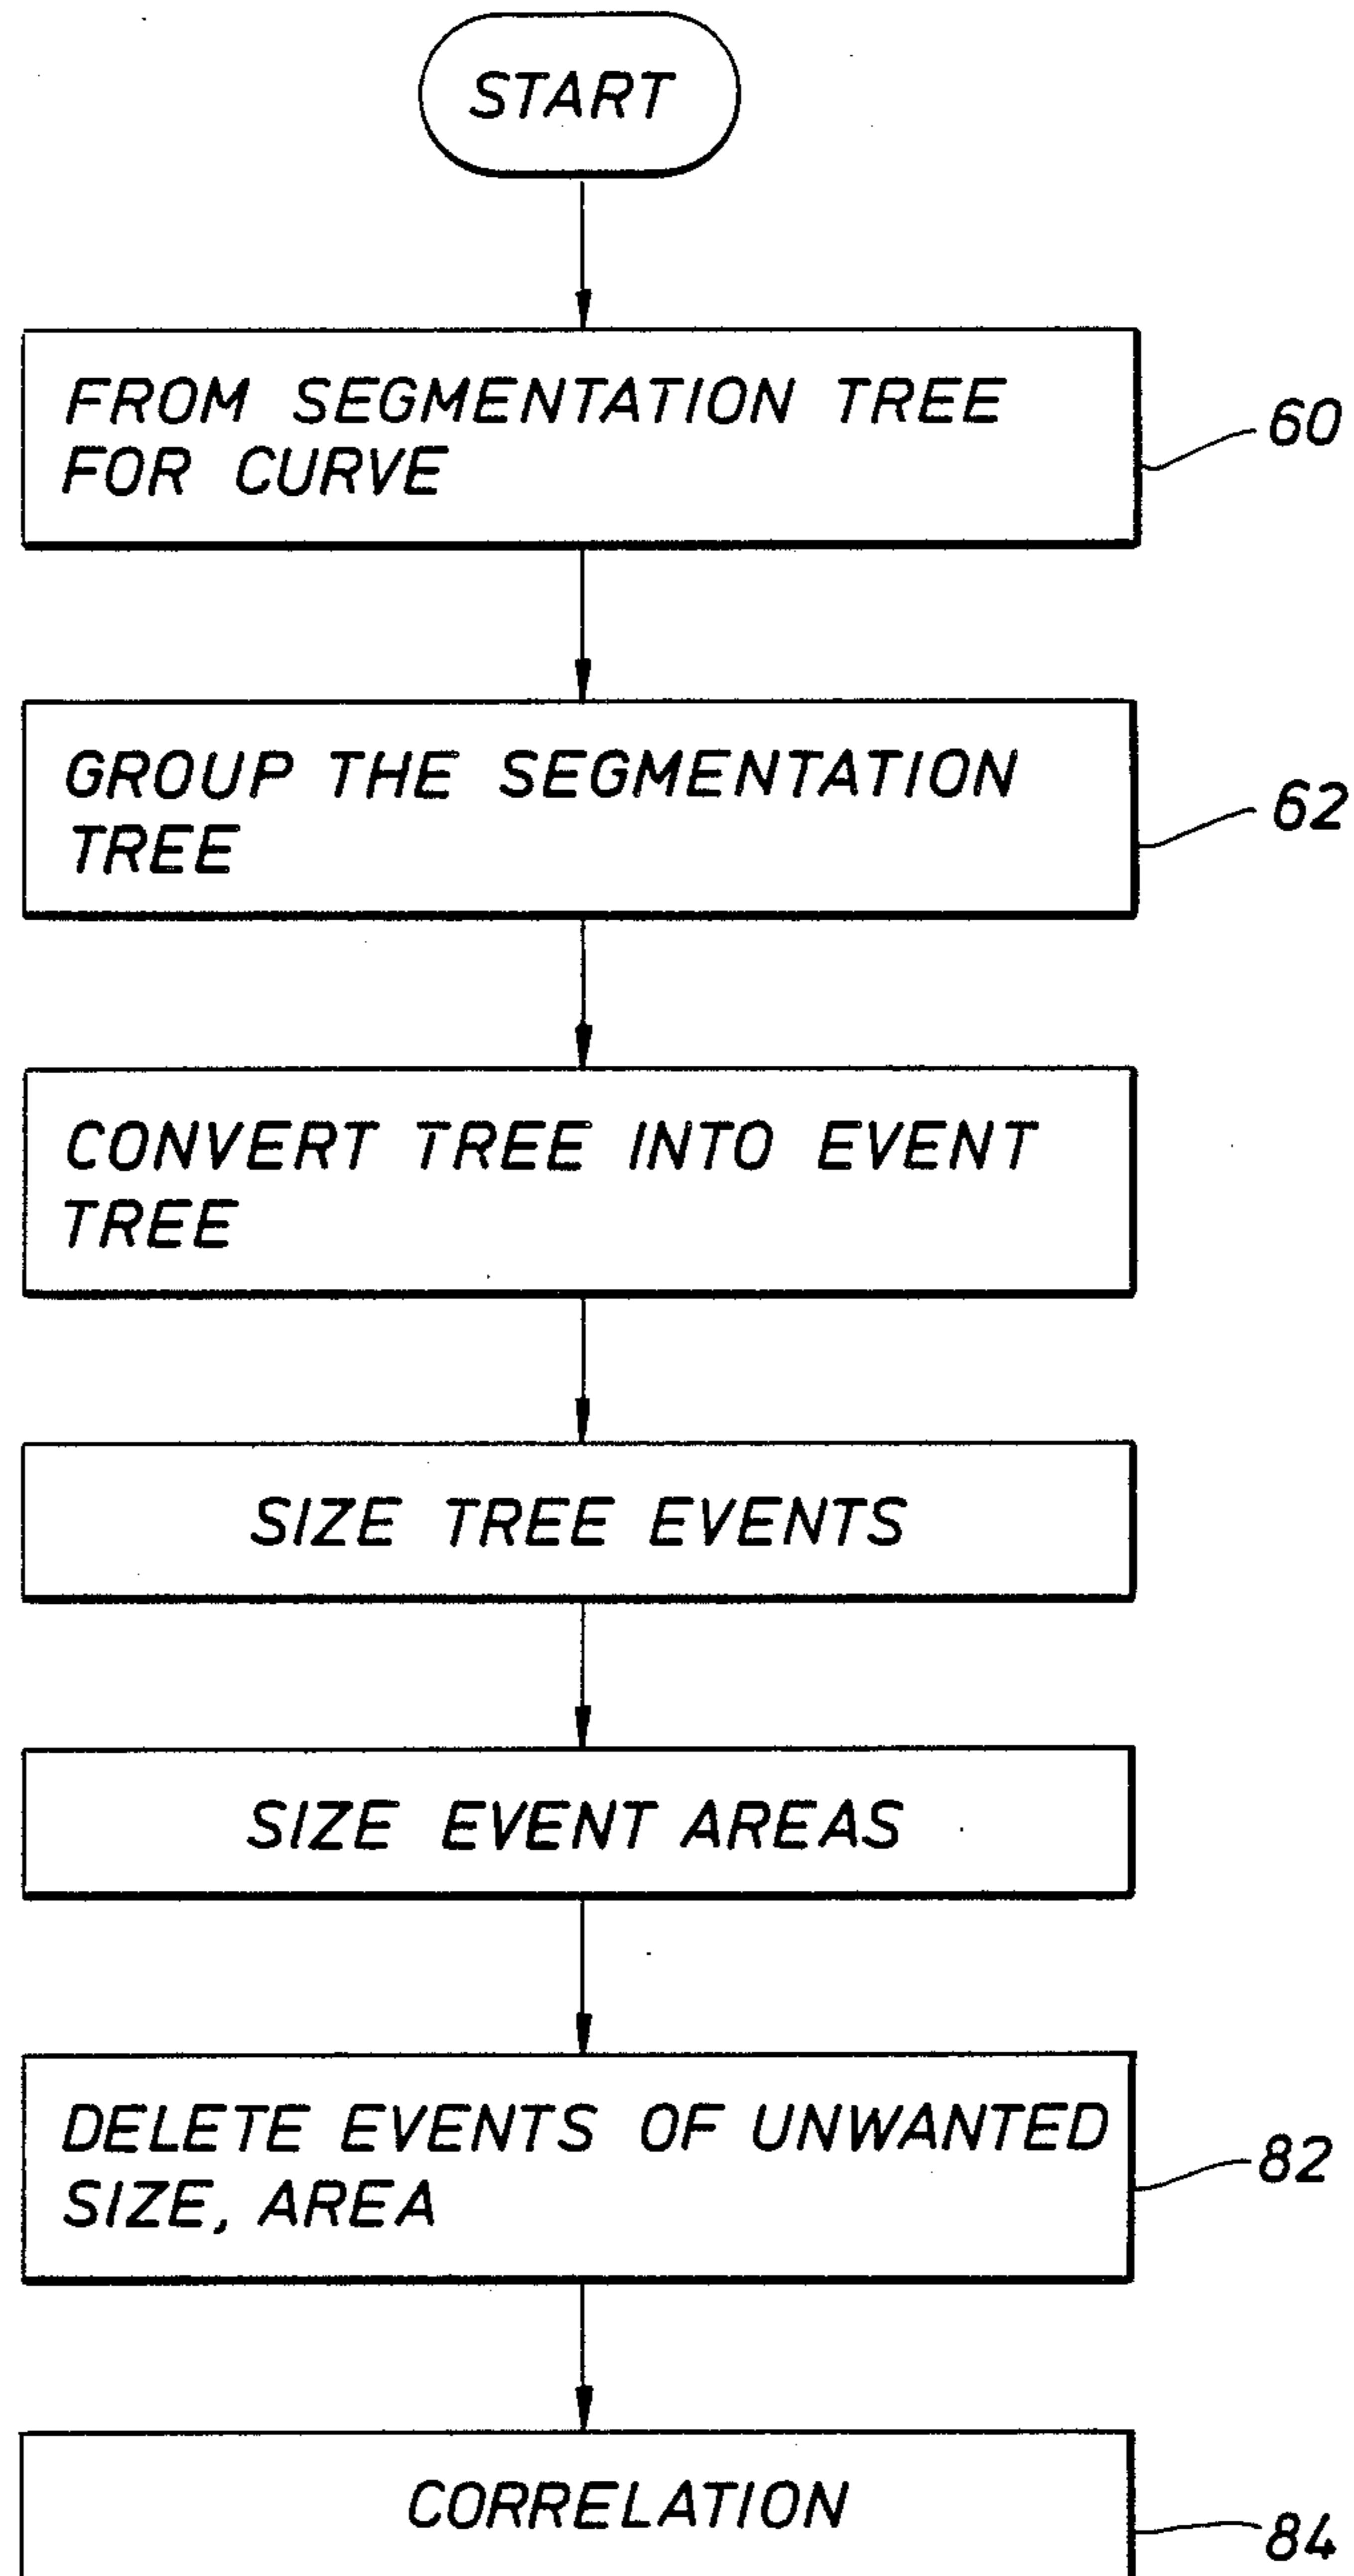 START
FROM SEGMENTATION TREE
FOR CURVE
60
GROUP THE SEGMENTATION
TREE
62
CONVERT TREE INTO EVENT
TREE
SIZE TREE EVENTS
SIZE EVENT AREAS
DELETE EVENTS OF UNWANTED
SIZE, AREA
82
CORRELATION
84